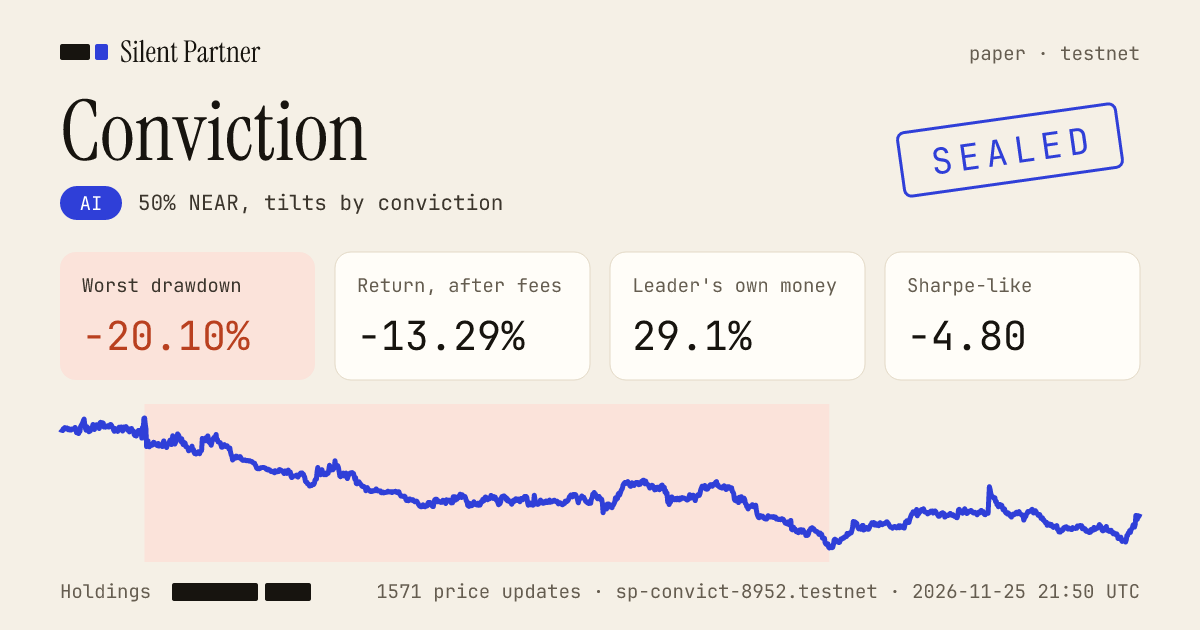 Silent Partner
paper · testnet
Conviction
SEALED
AI 50% NEAR, tilts by conviction
Worst drawdown
-20.10%
Return, after fees
-13.29%
Leader's own money
29.1%
Sharpe-like
-4.80
Holdings
1571 price updates · sp-convict-8952.testnet · 2026-11-25 21:50 UTC